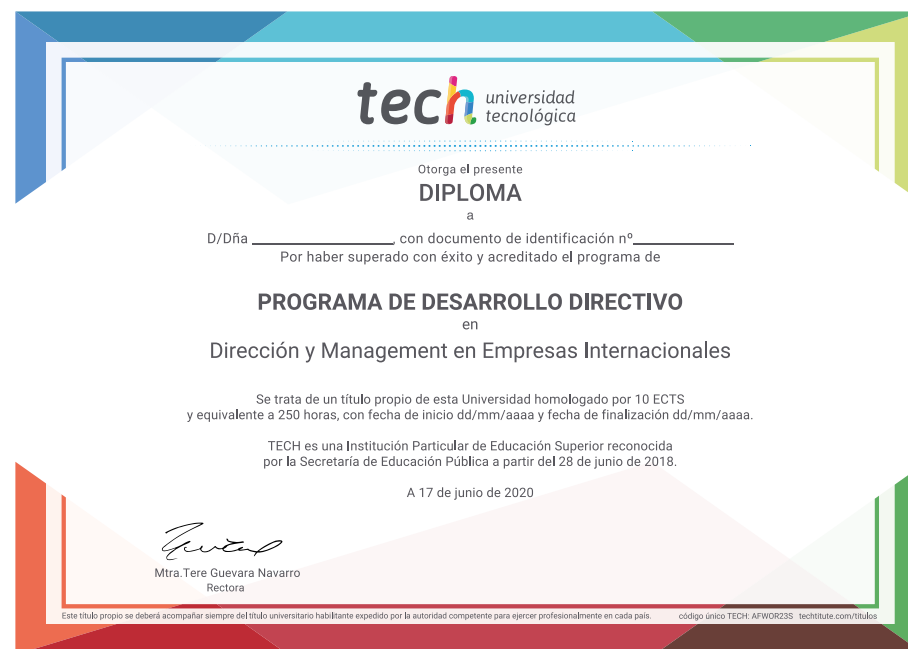 tech universidad
tecnológica
Otorga el presente
DIPLOMA
a
D/Dña ________________, con documento de identificación nº____________
Por haber superado con éxito y acreditado el programa de
PROGRAMA DE DESARROLLO DIRECTIVO
en
Dirección y Management en Empresas Internacionales
Se trata de un título propio de esta Universidad homologado por 10 ECTS
y equivalente a 250 horas, con fecha de inicio dd/mm/aaaa y fecha de finalización dd/mm/aaaa.
TECH es una Institución Particular de Educación Superior reconocida
por la Secretaría de Educación Pública a partir del 28 de junio de 2018.
A 17 de junio de 2020
Mtra.Tere Guevara Navarro
Rectora
Este título propio se deberá acompañar siempre del título universitario habilitante expedido por la autoridad competente para ejercer profesionalmente en cada país. código único TECH: AFWOR23S techtitute.com/titulos